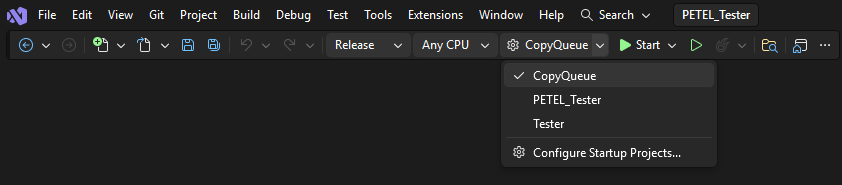 File Edit View Git Project Build Debug Test Tools Extensions Window Help Search PETEL_Tester
Release Any CPU CopyQueue Start
CopyQueue
PETEL_Tester
Tester
Configure Startup Projects...